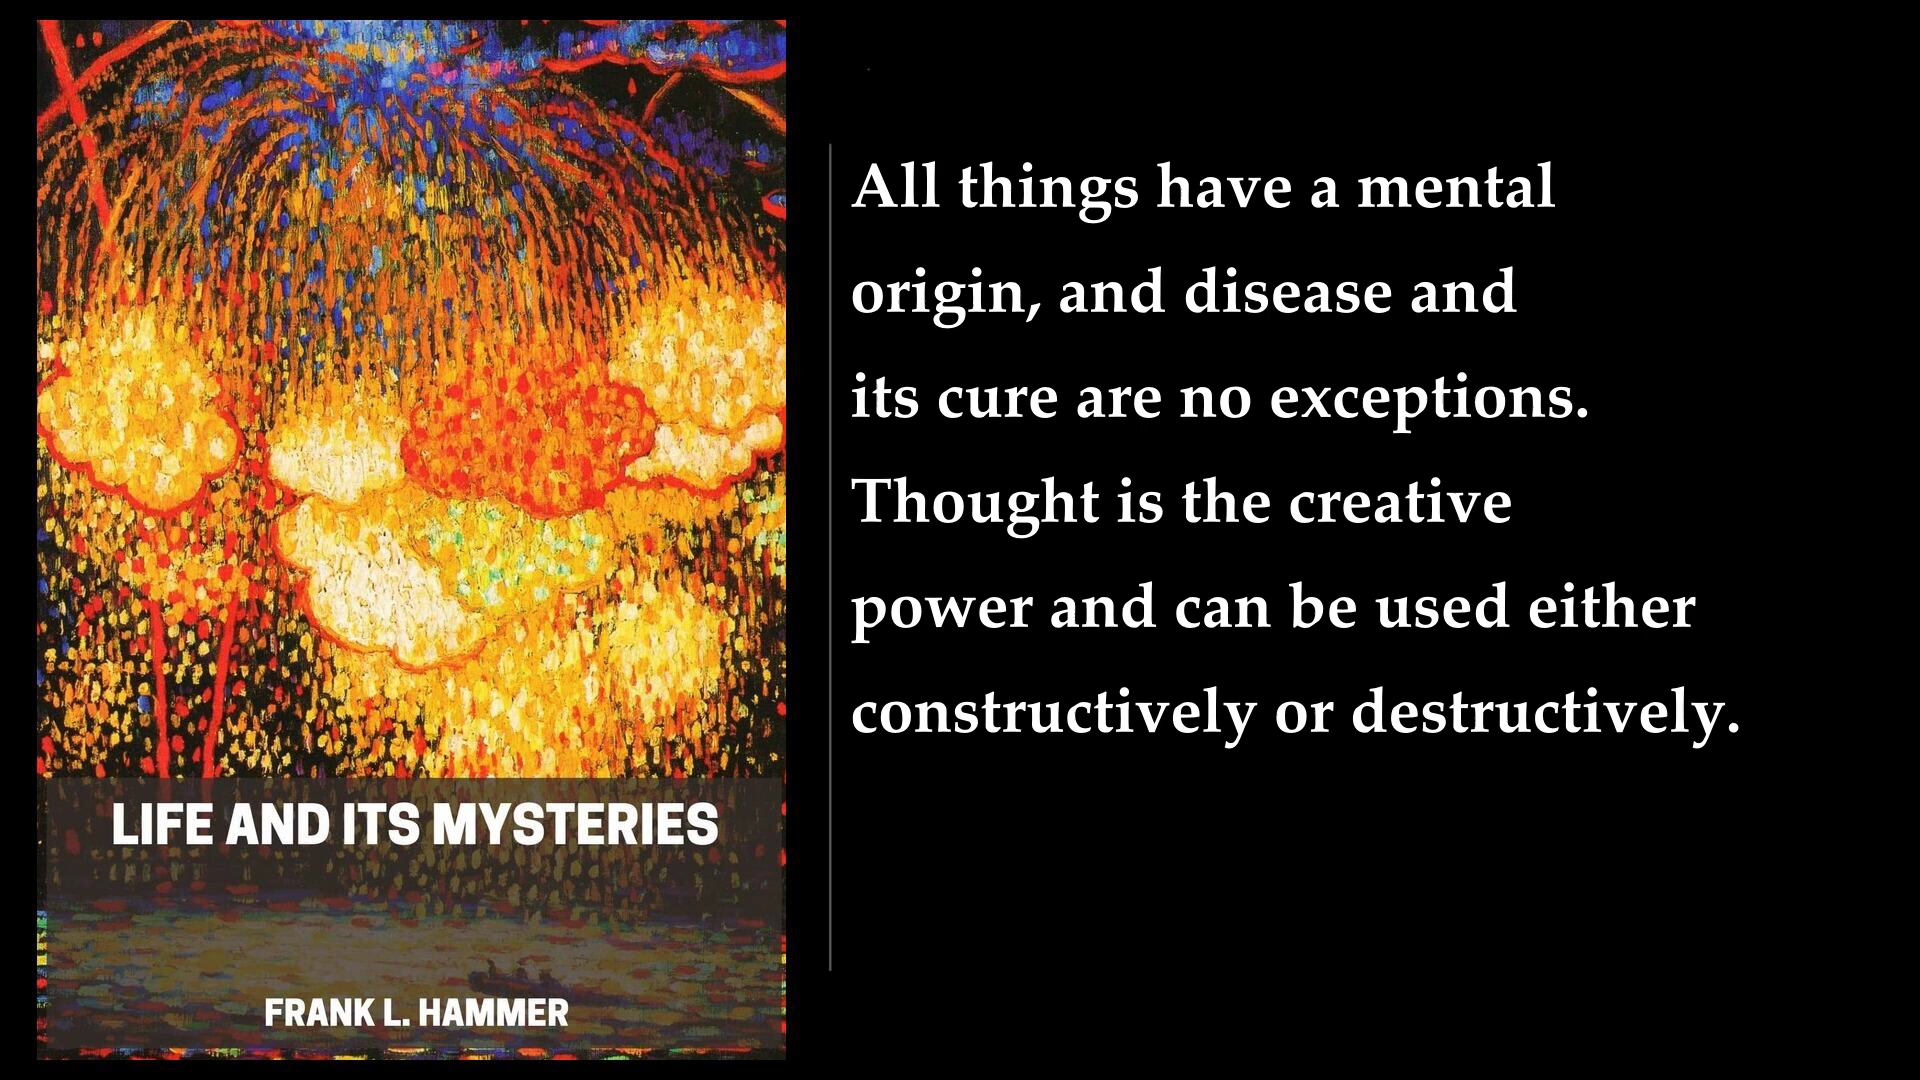 LIFE AND ITS MYSTERIES
FRANK L. HAMMER
All things have a mental
origin, and disease and
its cure are no exceptions.
Thought is the creative
power and can be used either
constructively or destructively.